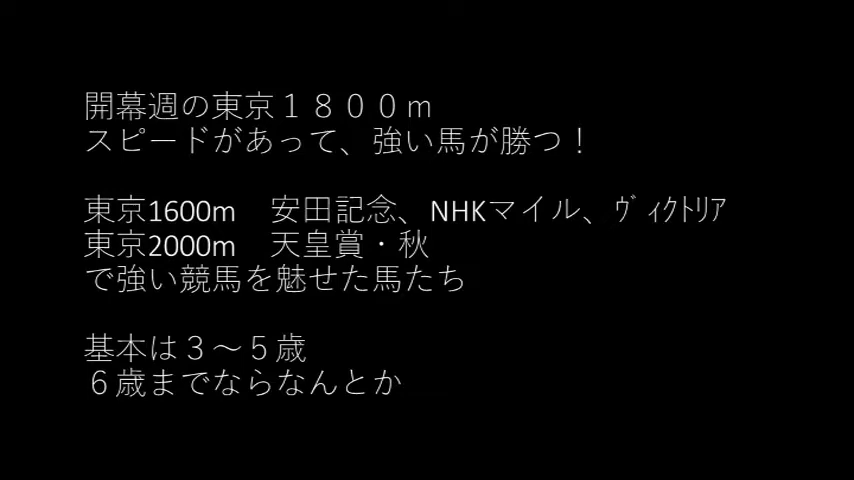 開幕週の東京１８００ｍ
スピードがあって、強い馬が勝つ！
東京1600m　安田記念、NHKマイル、ｳﾞｨｸﾄﾘｱ
東京2000m　天皇賞・秋
で強い競馬を魅せた馬たち
基本は３～５歳
６歳までならなんとか